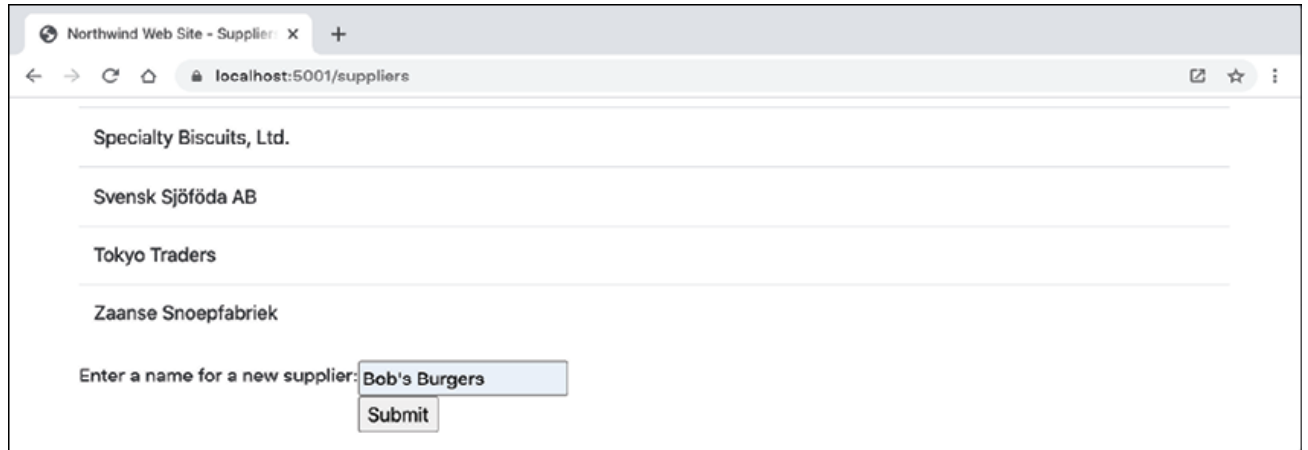 Northwind Web Site - Supplier
localhost:5001/suppliers
Specialty Biscuits, Ltd.
Svensk Sjöföda AB
Tokyo Traders
Zaanse Snoepfabriek
Enter a name for a new supplier: Bob's Burgers
Submit